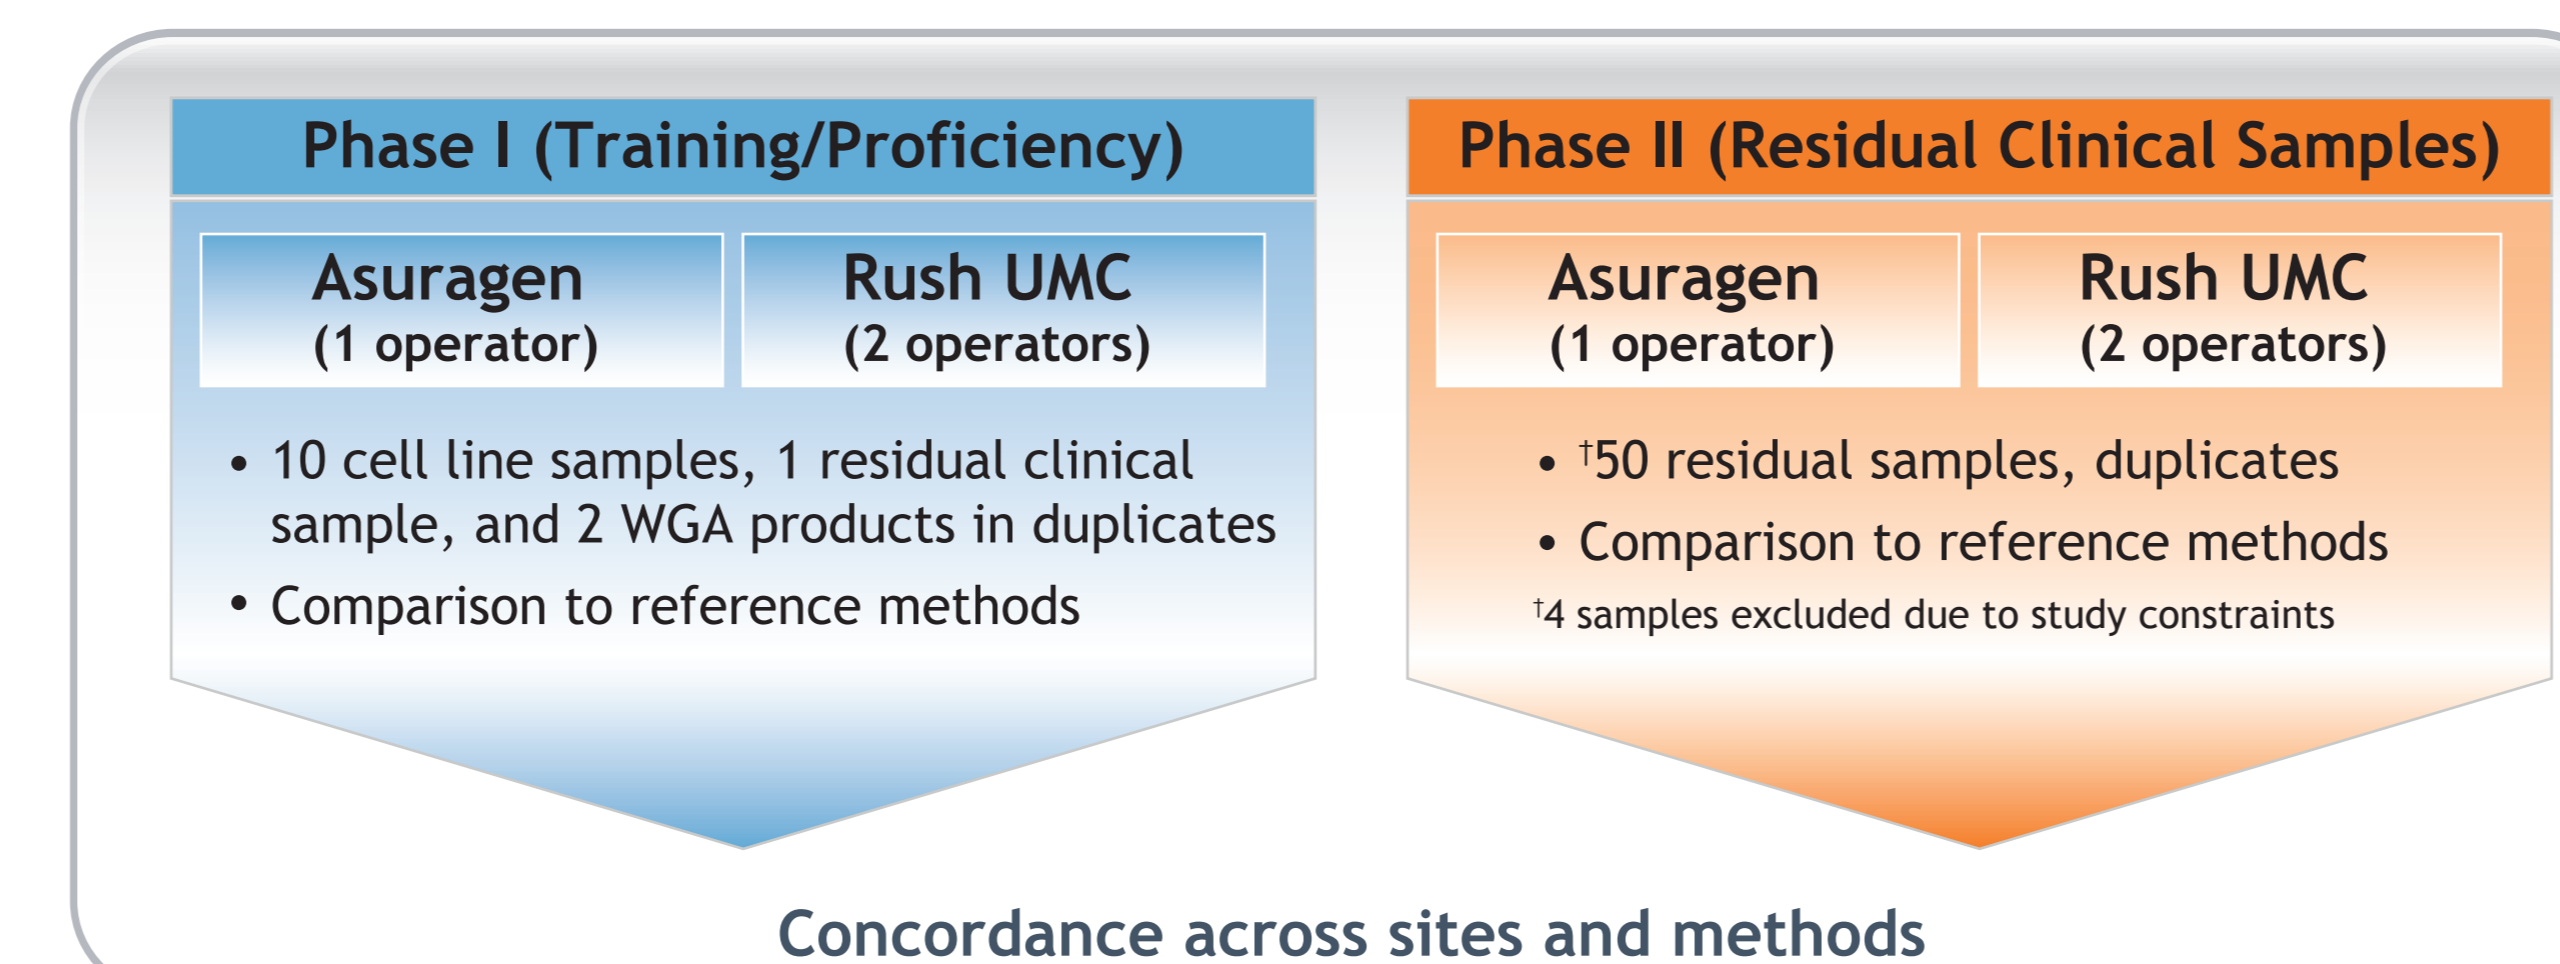 Phase I (Training/Proficiency)
Asuragen
(1 operator)
Rush UMC
(2 operators)
• 10 cell line samples, 1 residual clinical
sample, and 2 WGA products in duplicates
• Comparison to reference methods
Phase II (Residual Clinical Samples)
Asuragen
(1 operator)
Rush UMC
(2 operators)
• †50 residual samples, duplicates
• Comparison to reference methods
†4 samples excluded due to study constraints
Concordance across sites and methods